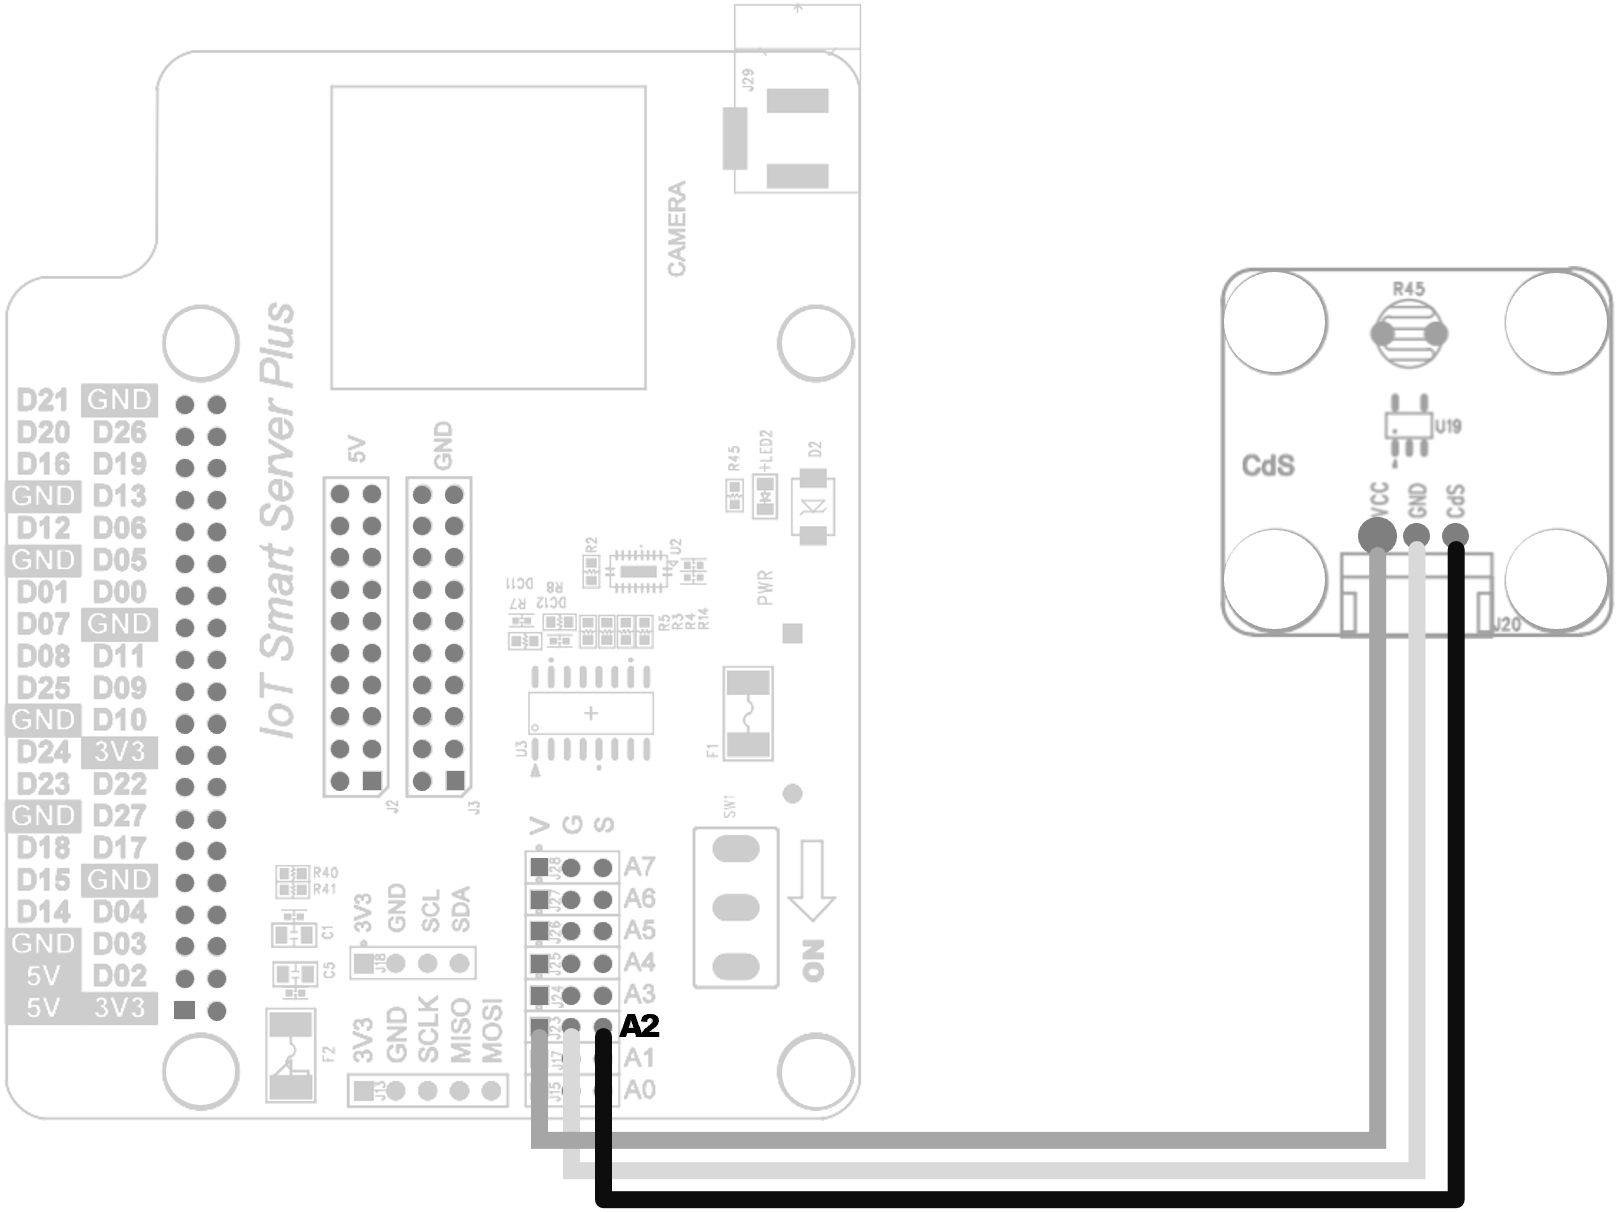 J29
CAMERA
IoT Smart Server Plus
D21 GND
D20 D26
D16 D19
GND D13
D12 D06
GND D05
D01 D00
D07 GND
D08 D11
D25 D09
GND D10
D24 3V3
D23 D22
GND D27
D18 D17
D15 GND
D14 D04
GND D03
5V D02
5V 3V3
5V
GND
J2
J3
R45
+LED2
D2
R2
U2
DC11
R8
R7
DC12
R5
R3
R4
R14
PWR
U3
F1
SW1
ON
V G S
J28 A7
J27 A6
J26 A5
J25 A4
J24 A3
J23 A2
J17 A1
J15 A0
R40
R41
C1
C5
F2
3V3 GND SCL SDA
J18
3V3 GND SCLK MISO MOSI
J13
R45
U19
CdS
VCC GND CdS
J20